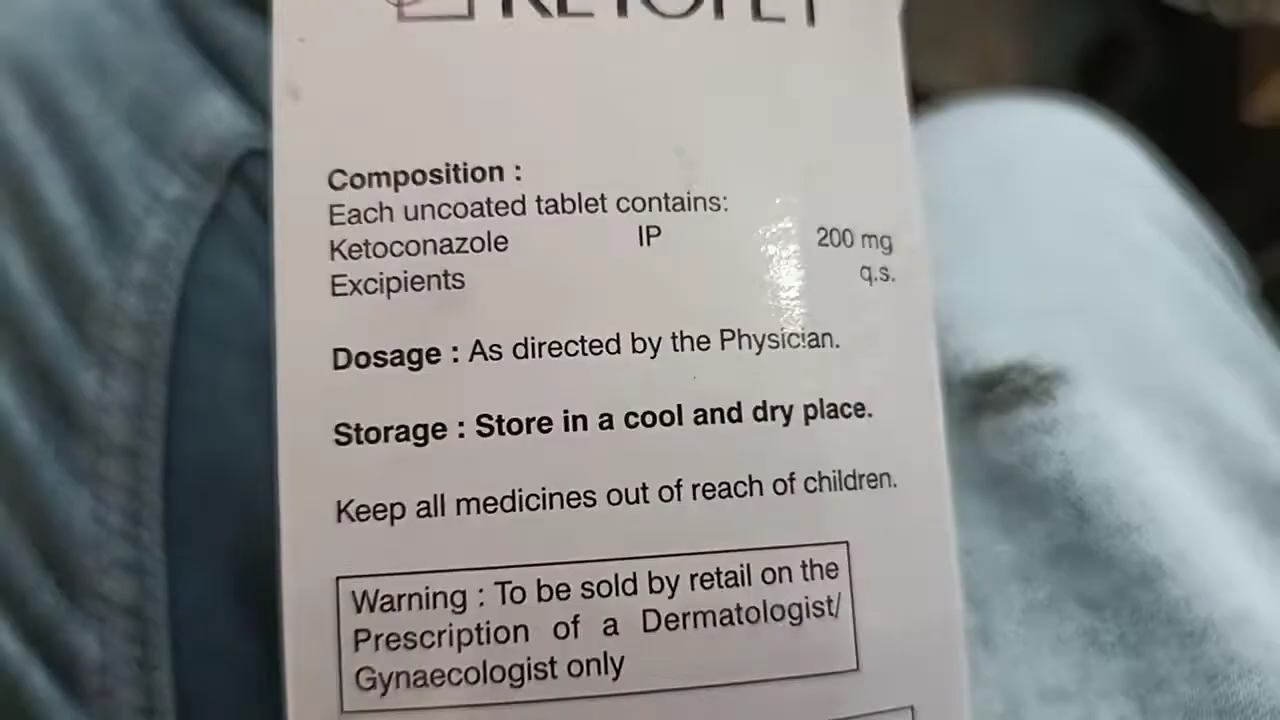 Composition :
Each uncoated tablet contains:
Ketoconazole IP 200 mg
Excipients q.s.
Dosage : As directed by the Physician.
Storage : Store in a cool and dry place.
Keep all medicines out of reach of children.
Warning : To be sold by retail on the
Prescription of a Dermatologist/
Gynaecologist only